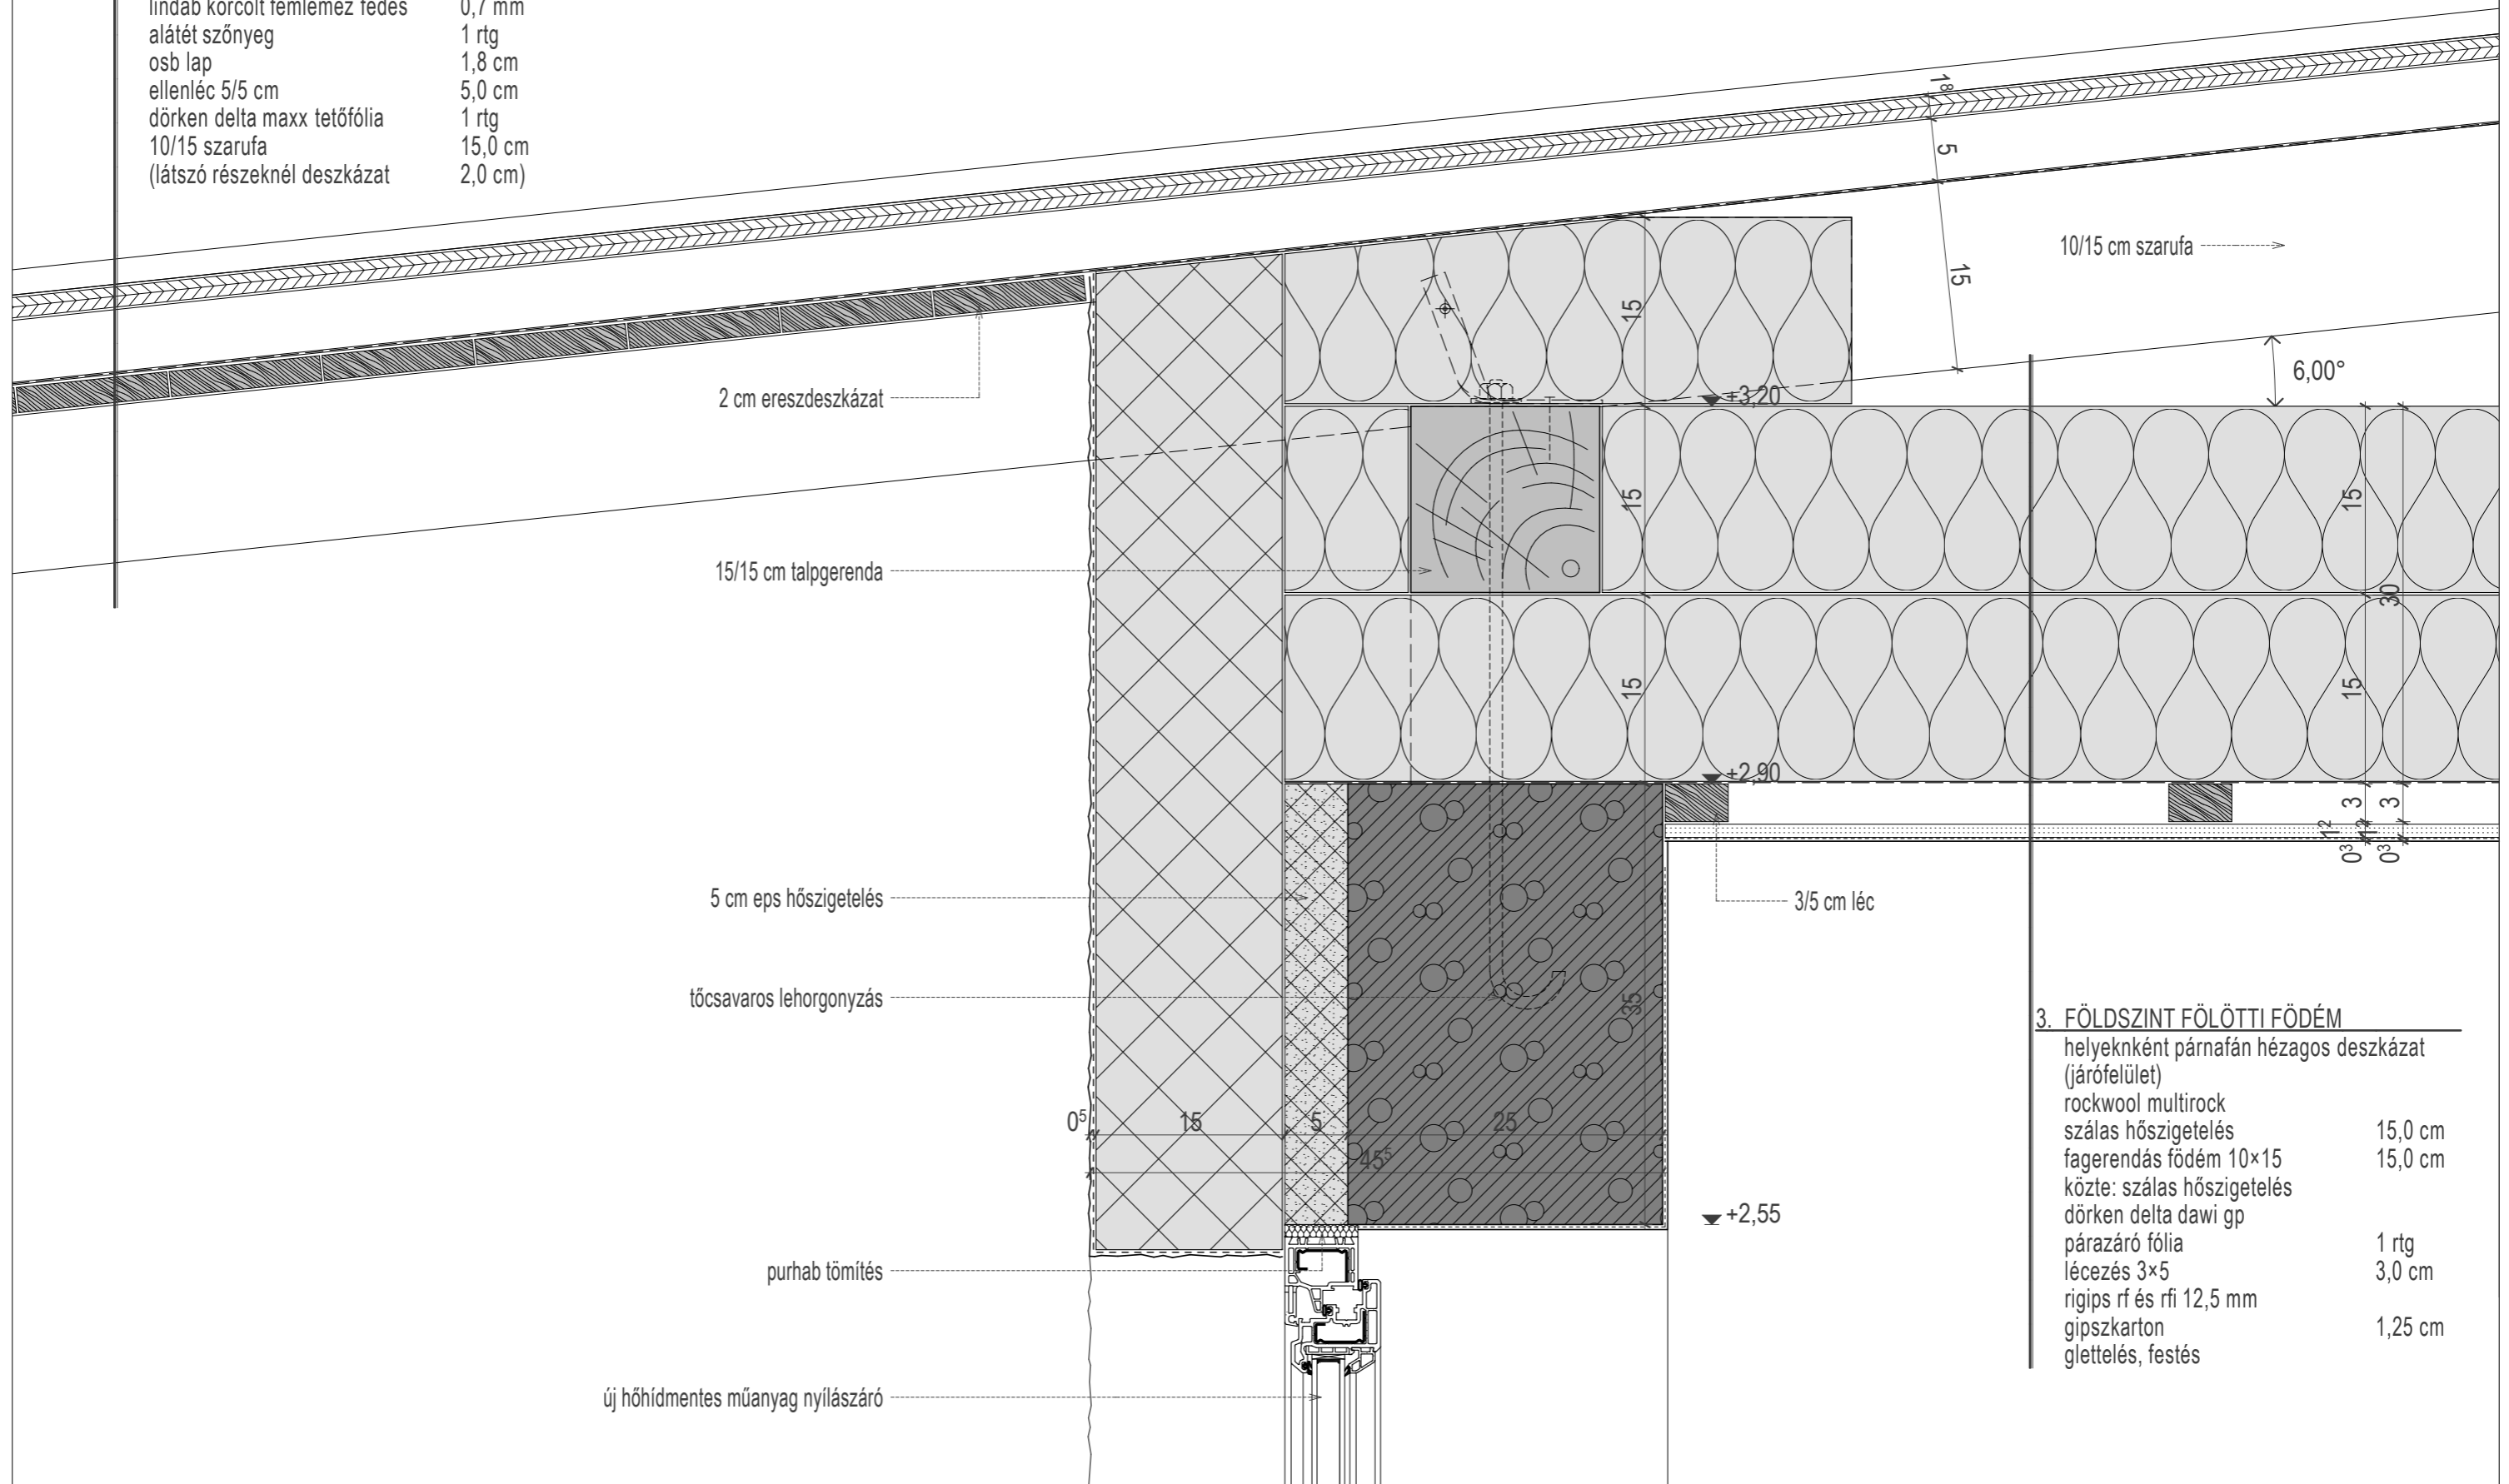 lindab korcolt fémlemez fedés 0,7 mm
alátét szőnyeg 1 rtg
osb lap 1,8 cm
ellenléc 5/5 cm 5,0 cm
dörken delta maxx tetőfólia 1 rtg
10/15 szarufa 15,0 cm
(látszó részeknél deszkázat 2,0 cm)
1⁸
5
15
10/15 cm szarufa
6,00°
15
2 cm ereszdeszkázat
+3,20
15
15
15/15 cm talpgerenda
30
15
15
+2,90
3
3
1²
1²
0³
0³
5 cm eps hőszigetelés
3/5 cm léc
tőcsavaros lehorgonyzás
35
0⁵
15
5
25
45⁵
+2,55
purhab tömítés
új hőhídmentes műanyag nyílászáró
3. FÖLDSZINT FÖLÖTTI FÖDÉM
helyeknként párnafán hézagos deszkázat
(járófelület)
rockwool multirock
szálas hőszigetelés 15,0 cm
fagerendás födém 10×15 15,0 cm
közte: szálas hőszigetelés
dörken delta dawi gp
párazáró fólia 1 rtg
lécezés 3×5 3,0 cm
rigips rf és rfi 12,5 mm
gipszkarton 1,25 cm
glettelés, festés